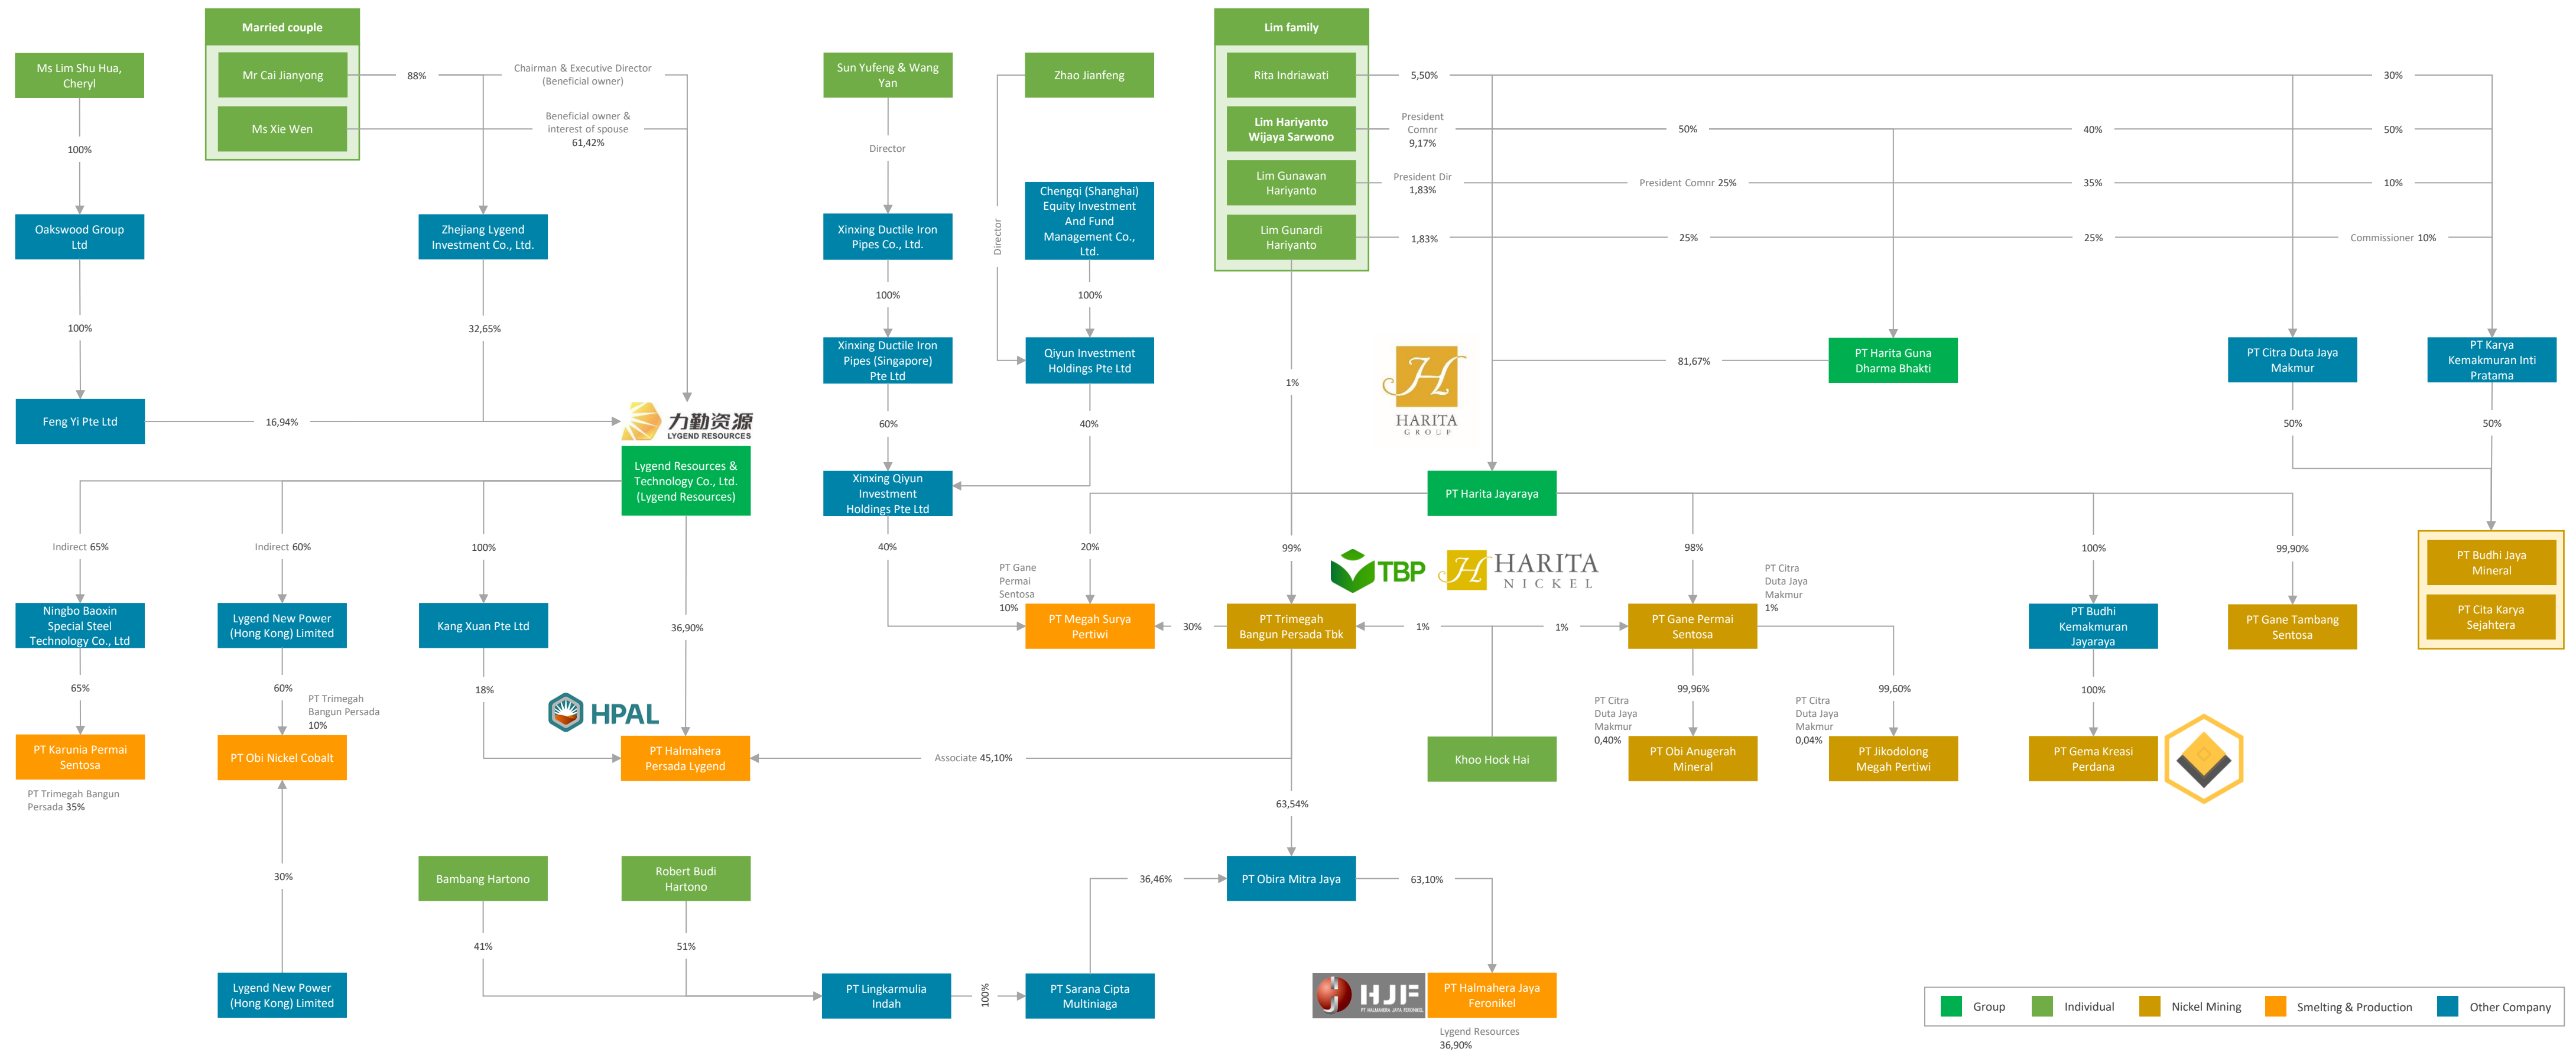 Married couple
Lim family
Ms Lim Shu Hua,
Cheryl
Mr Cai Jianyong
88%
Chairman & Executive Director
(Beneficial owner)
Sun Yufeng & Wang
Yan
Zhao Jianfeng
Rita Indriawati
5,50%
30%
Ms Xie Wen
Beneficial owner &
interest of spouse
61,42%
Lim Hariyanto
Wijaya Sarwono
President
Comnr
9,17%
50%
40%
50%
100%
Director
Lim Gunawan
Hariyanto
President Dir
1,83%
President Comnr 25%
35%
10%
Chengqi (Shanghai)
Equity Investment
And Fund
Management Co.,
Ltd.
Director
Oakswood Group
Ltd
Zhejiang Lygend
Investment Co., Ltd.
Xinxing Ductile Iron
Pipes Co., Ltd.
Lim Gunardi
Hariyanto
1,83%
25%
25%
Commissioner 10%
100%
100%
100%
32,65%
Xinxing Ductile Iron
Pipes (Singapore)
Pte Ltd
Qiyun Investment
Holdings Pte Ltd
81,67%
PT Harita Guna
Dharma Bhakti
PT Citra Duta Jaya
Makmur
PT Karya
Kemakmuran Inti
Pratama
1%
H
HARITA
GROUP
Feng Yi Pte Ltd
16,94%
力勤资源
LYGEND RESOURCES
60%
40%
50%
50%
Lygend Resources &
Technology Co., Ltd.
(Lygend Resources)
Xinxing Qiyun
Investment
Holdings Pte Ltd
PT Harita Jayaraya
Indirect 65%
Indirect 60%
100%
40%
20%
99%
98%
100%
99,90%
TBP
H
HARITA
NICKEL
PT Budhi Jaya
Mineral
PT Cita Karya
Sejahtera
PT Gane
Permai
Sentosa
10%
PT Citra
Duta Jaya
Makmur
1%
Ningbo Baoxin
Special Steel
Technology Co., Ltd
Lygend New Power
(Hong Kong) Limited
Kang Xuan Pte Ltd
36,90%
PT Megah Surya
Pertiwi
30%
PT Trimegah
Bangun Persada Tbk
1%
1%
PT Gane Permai
Sentosa
PT Budhi
Kemakmuran
Jayaraya
PT Gane Tambang
Sentosa
65%
60%
18%
PT Trimegah
Bangun Persada
10%
HPAL
PT Citra
Duta Jaya
Makmur
0,40%
99,96%
PT Citra
Duta Jaya
Makmur
0,04%
99,60%
100%
PT Karunia Permai
Sentosa
PT Obi Nickel Cobalt
PT Halmahera
Persada Lygend
Associate 45,10%
Khoo Hock Hai
PT Obi Anugerah
Mineral
PT Jikodolong
Megah Pertiwi
PT Gema Kreasi
Perdana
PT Trimegah Bangun
Persada 35%
63,54%
30%
Bambang Hartono
Robert Budi
Hartono
36,46%
PT Obira Mitra Jaya
63,10%
41%
51%
Lygend New Power
(Hong Kong) Limited
PT Lingkarmulia
Indah
100%
PT Sarana Cipta
Multiniaga
HJF
PT HALMAHERA JAYA FERONIKEL
PT Halmahera Jaya
Feronikel
Lygend Resources
36,90%
Group
Individual
Nickel Mining
Smelting & Production
Other Company